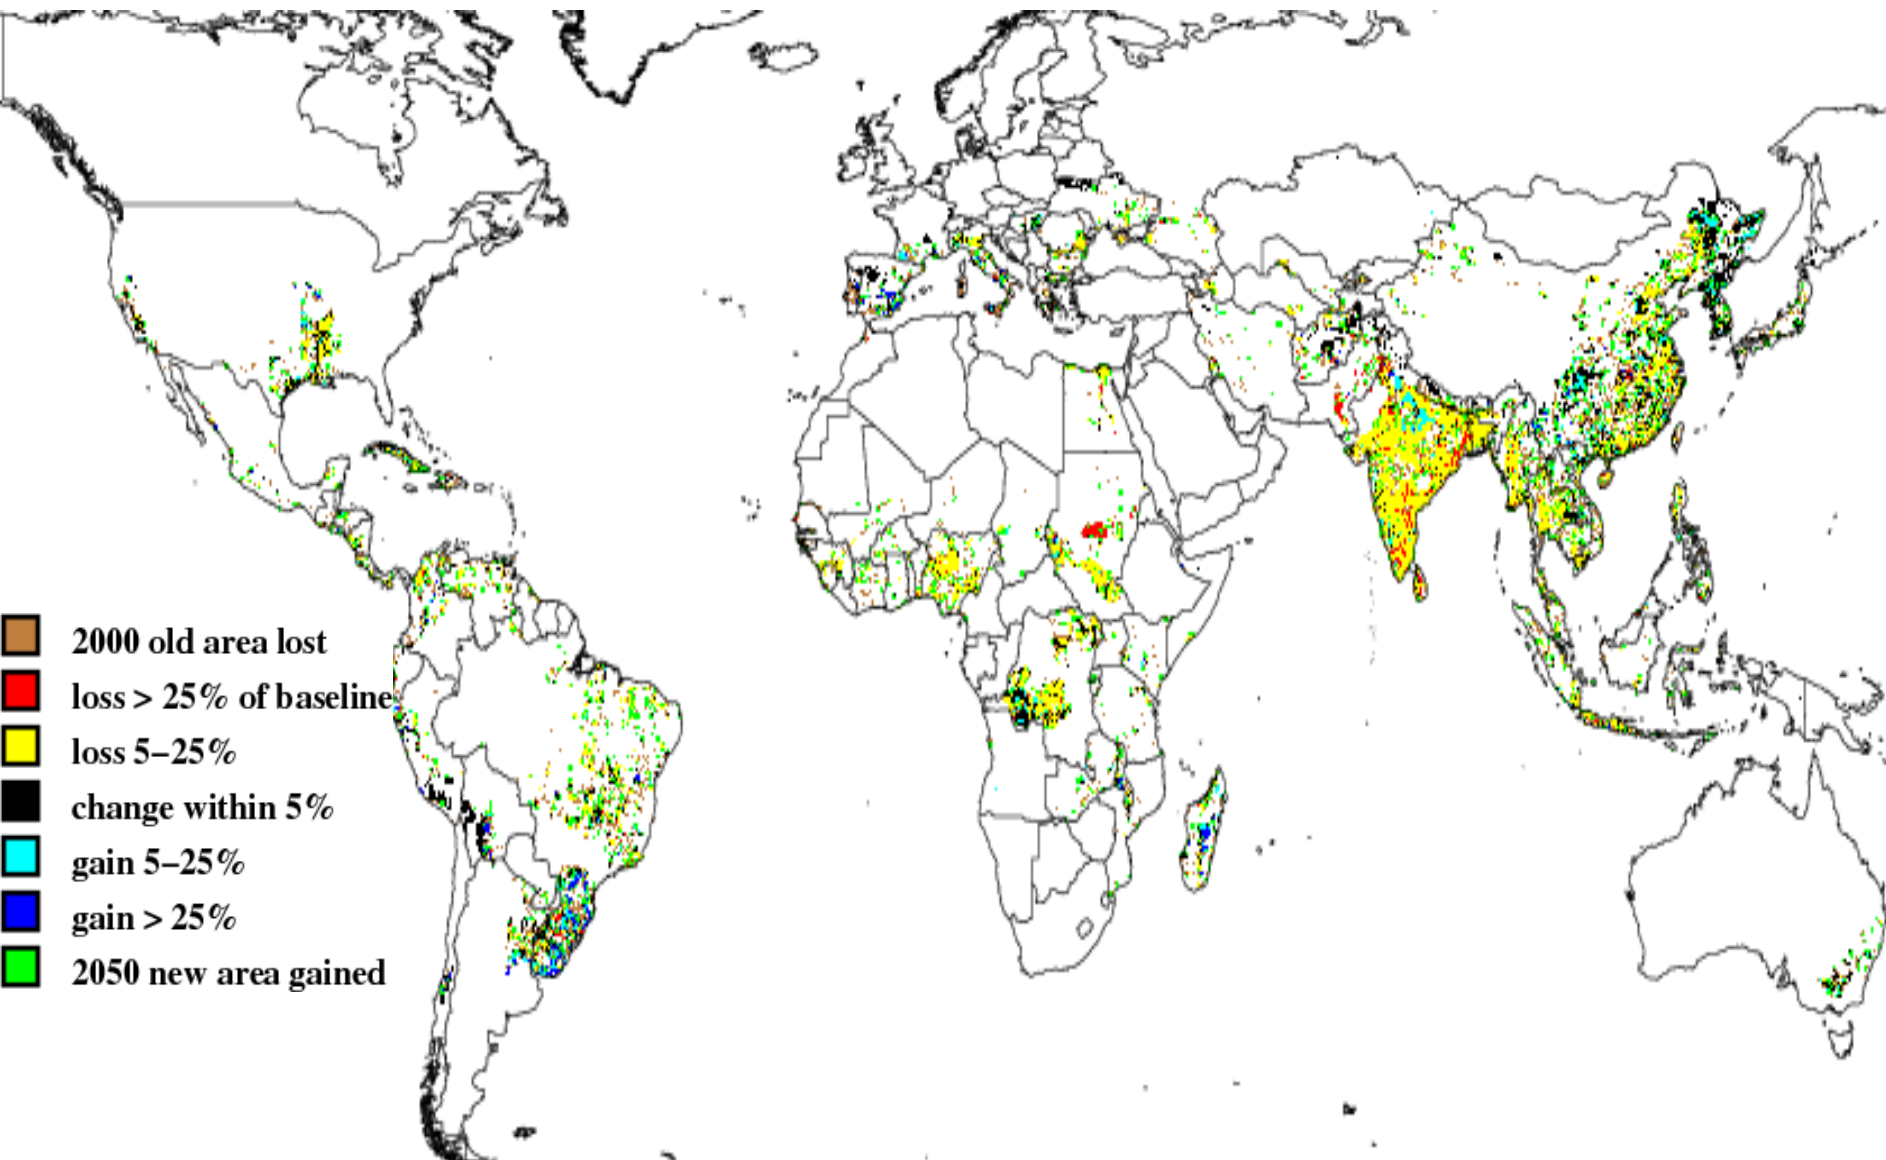 2000 old area lost
loss > 25% of baseline
loss 5–25%
change within 5%
gain 5–25%
gain > 25%
2050 new area gained